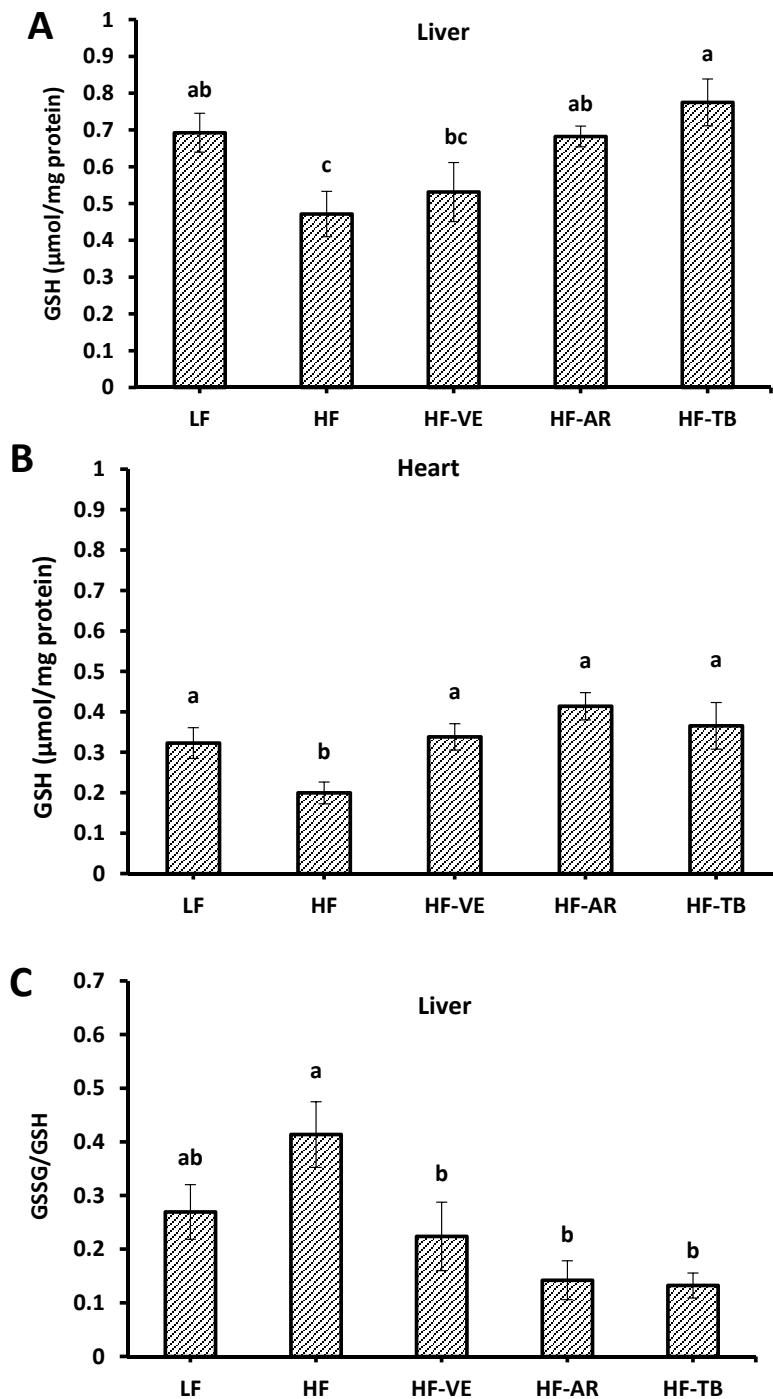 A
Liver
GSH (µmol/mg protein)
1
0.9
0.8
0.7
0.6
0.5
0.4
0.3
0.2
0.1
0
ab
c
bc
ab
a
LF HF HF-VE HF-AR HF-TB
B
Heart
GSH (µmol/mg protein)
1
0.9
0.8
0.7
0.6
0.5
0.4
0.3
0.2
0.1
0
a
b
a
a
a
LF HF HF-VE HF-AR HF-TB
C
Liver
GSSG/GSH
0.7
0.6
0.5
0.4
0.3
0.2
0.1
0
ab
a
b
b
b
LF HF HF-VE HF-AR HF-TB